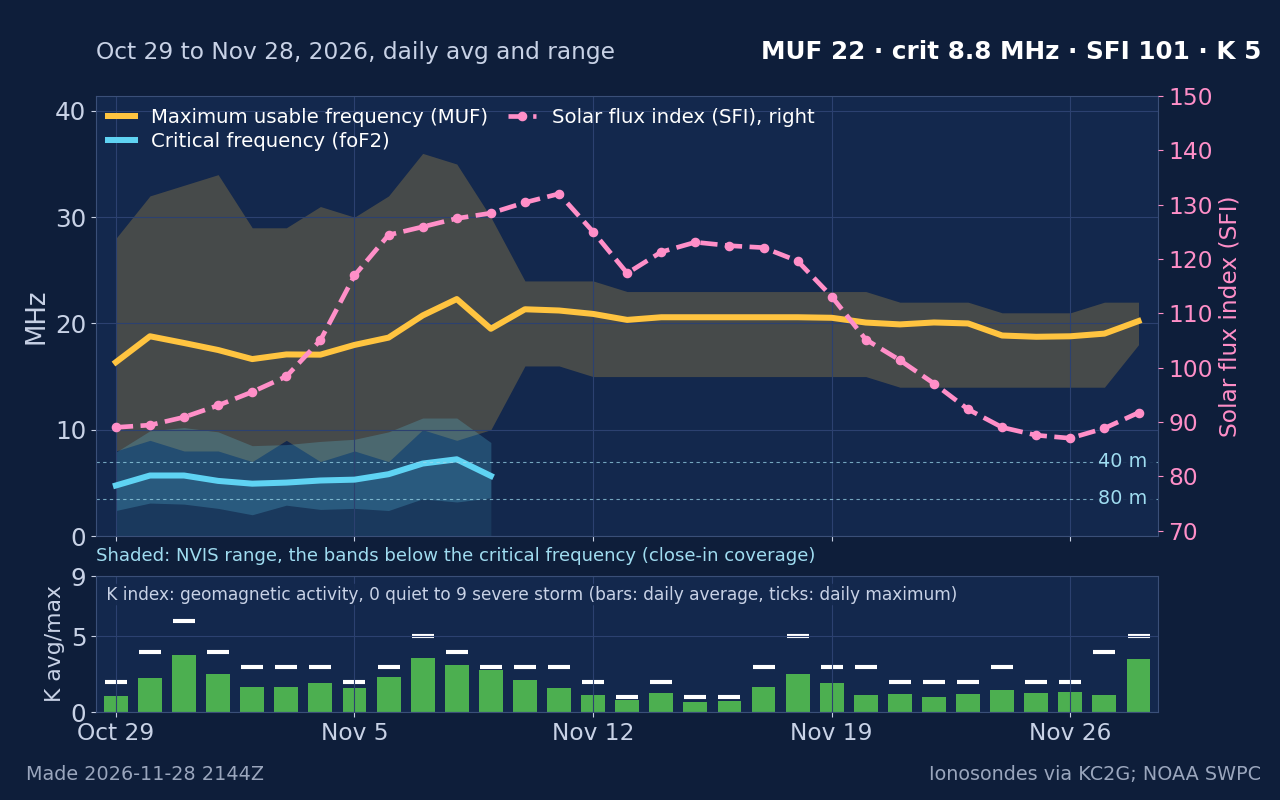 Oct 29 to Nov 28, 2026, daily avg and range
MUF 22 · crit 8.8 MHz · SFI 101 · K 5
Maximum usable frequency (MUF)
Critical frequency (foF2)
Solar flux index (SFI), right
MHz
40
30
20
10
0
Solar flux index (SFI)
150
140
130
120
110
100
90
80
70
40 m
80 m
Shaded: NVIS range, the bands below the critical frequency (close-in coverage)
K avg/max
9
5
0
K index: geomagnetic activity, 0 quiet to 9 severe storm (bars: daily average, ticks: daily maximum)
Oct 29
Nov 5
Nov 12
Nov 19
Nov 26
Made 2026-11-28 2144Z
Ionosondes via KC2G; NOAA SWPC